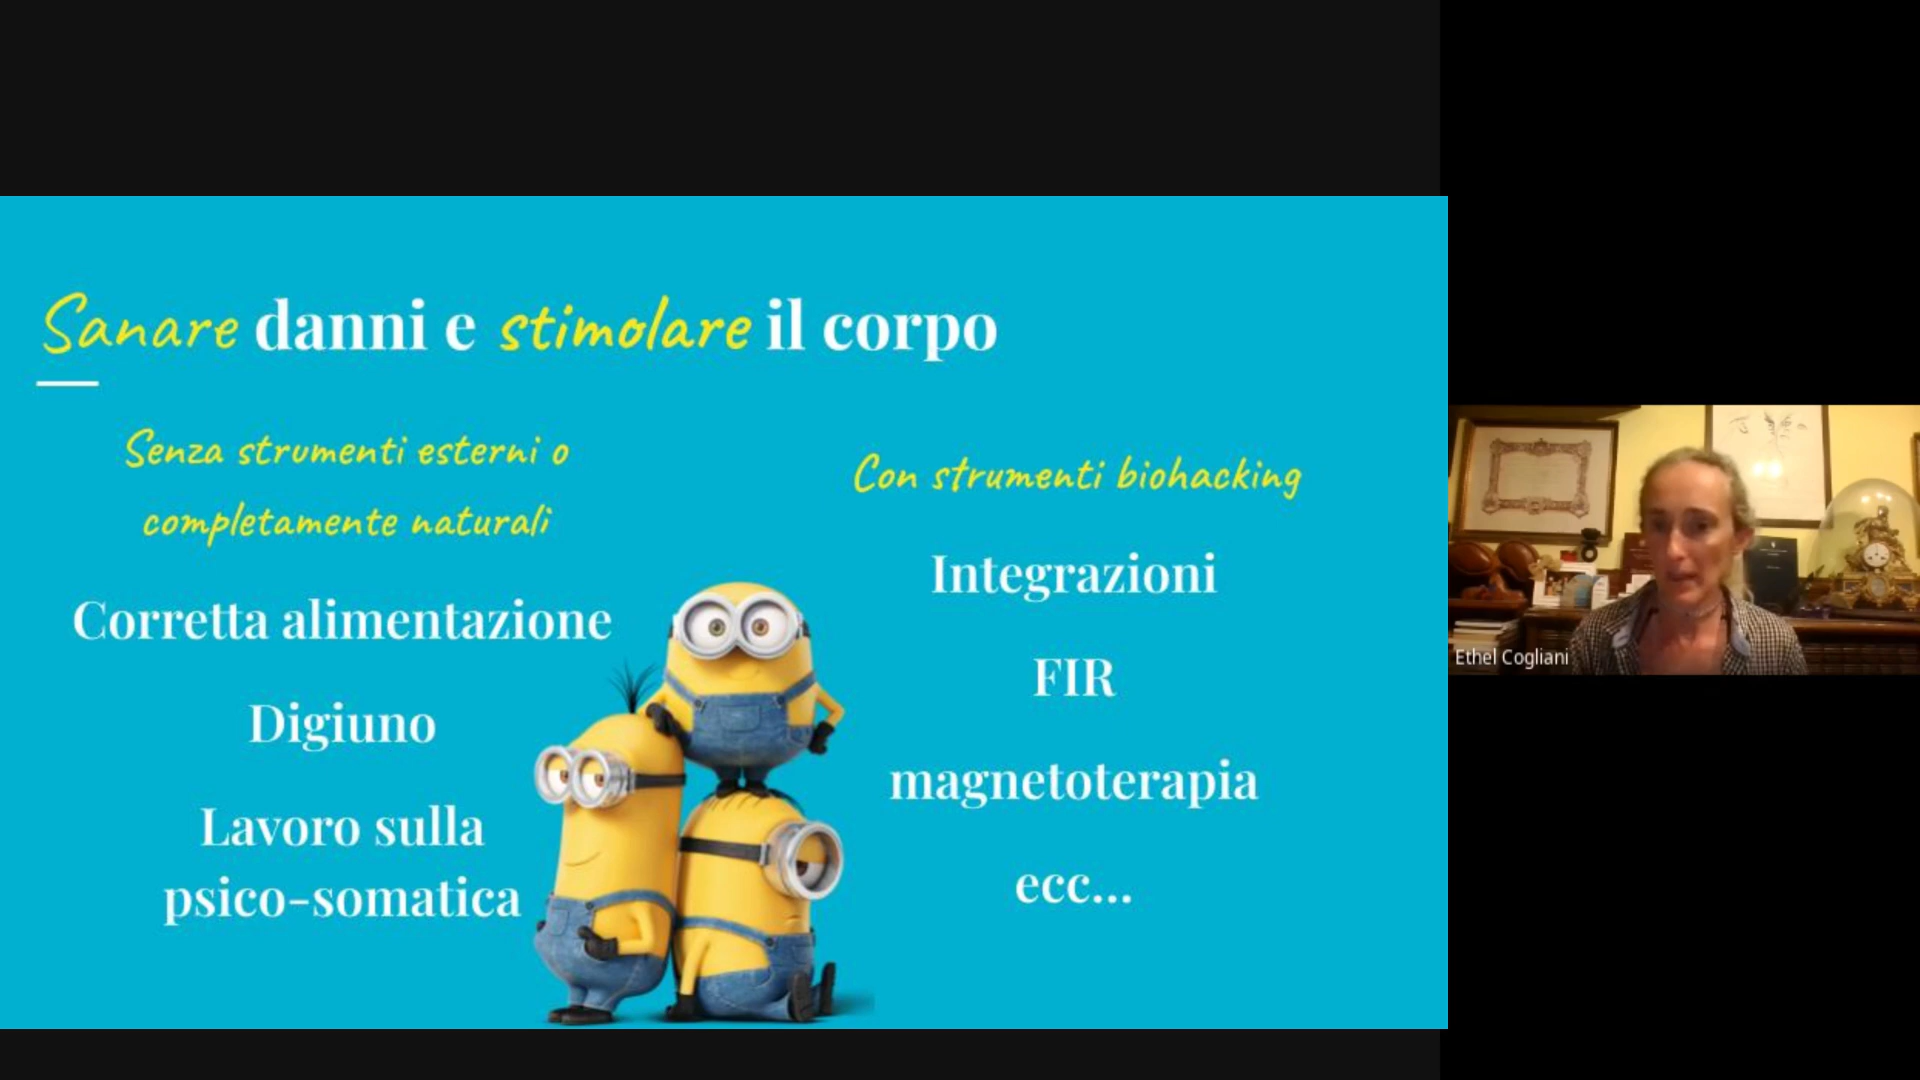 Sanare danni e stimolare il corpo
Senza strumenti esterni o
completamente naturali
Corretta alimentazione
Digiuno
Lavoro sulla
psico-somatica
Con strumenti biohacking
Integrazioni
FIR
magnetoterapia
ecc...
Ethel Cogliani